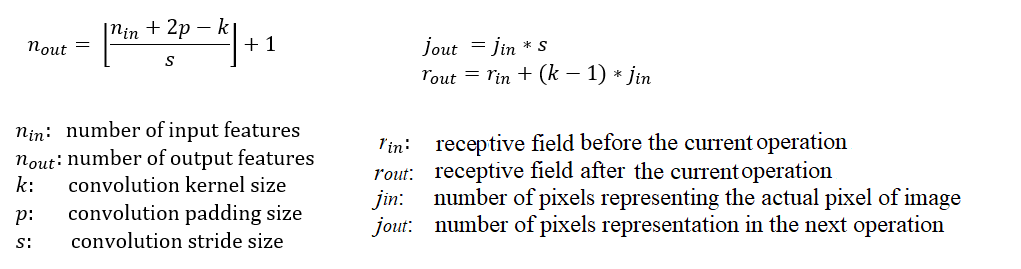 n_out = ⌊(n_in + 2p − k) / s⌋ + 1
j_out = j_in * s
r_out = r_in + (k − 1) * j_in
n_in: number of input features
n_out: number of output features
k: convolution kernel size
p: convolution padding size
s: convolution stride size
r_in: receptive field before the current operation
r_out: receptive field after the current operation
j_in: number of pixels representing the actual pixel of image
j_out: number of pixels representation in the next operation